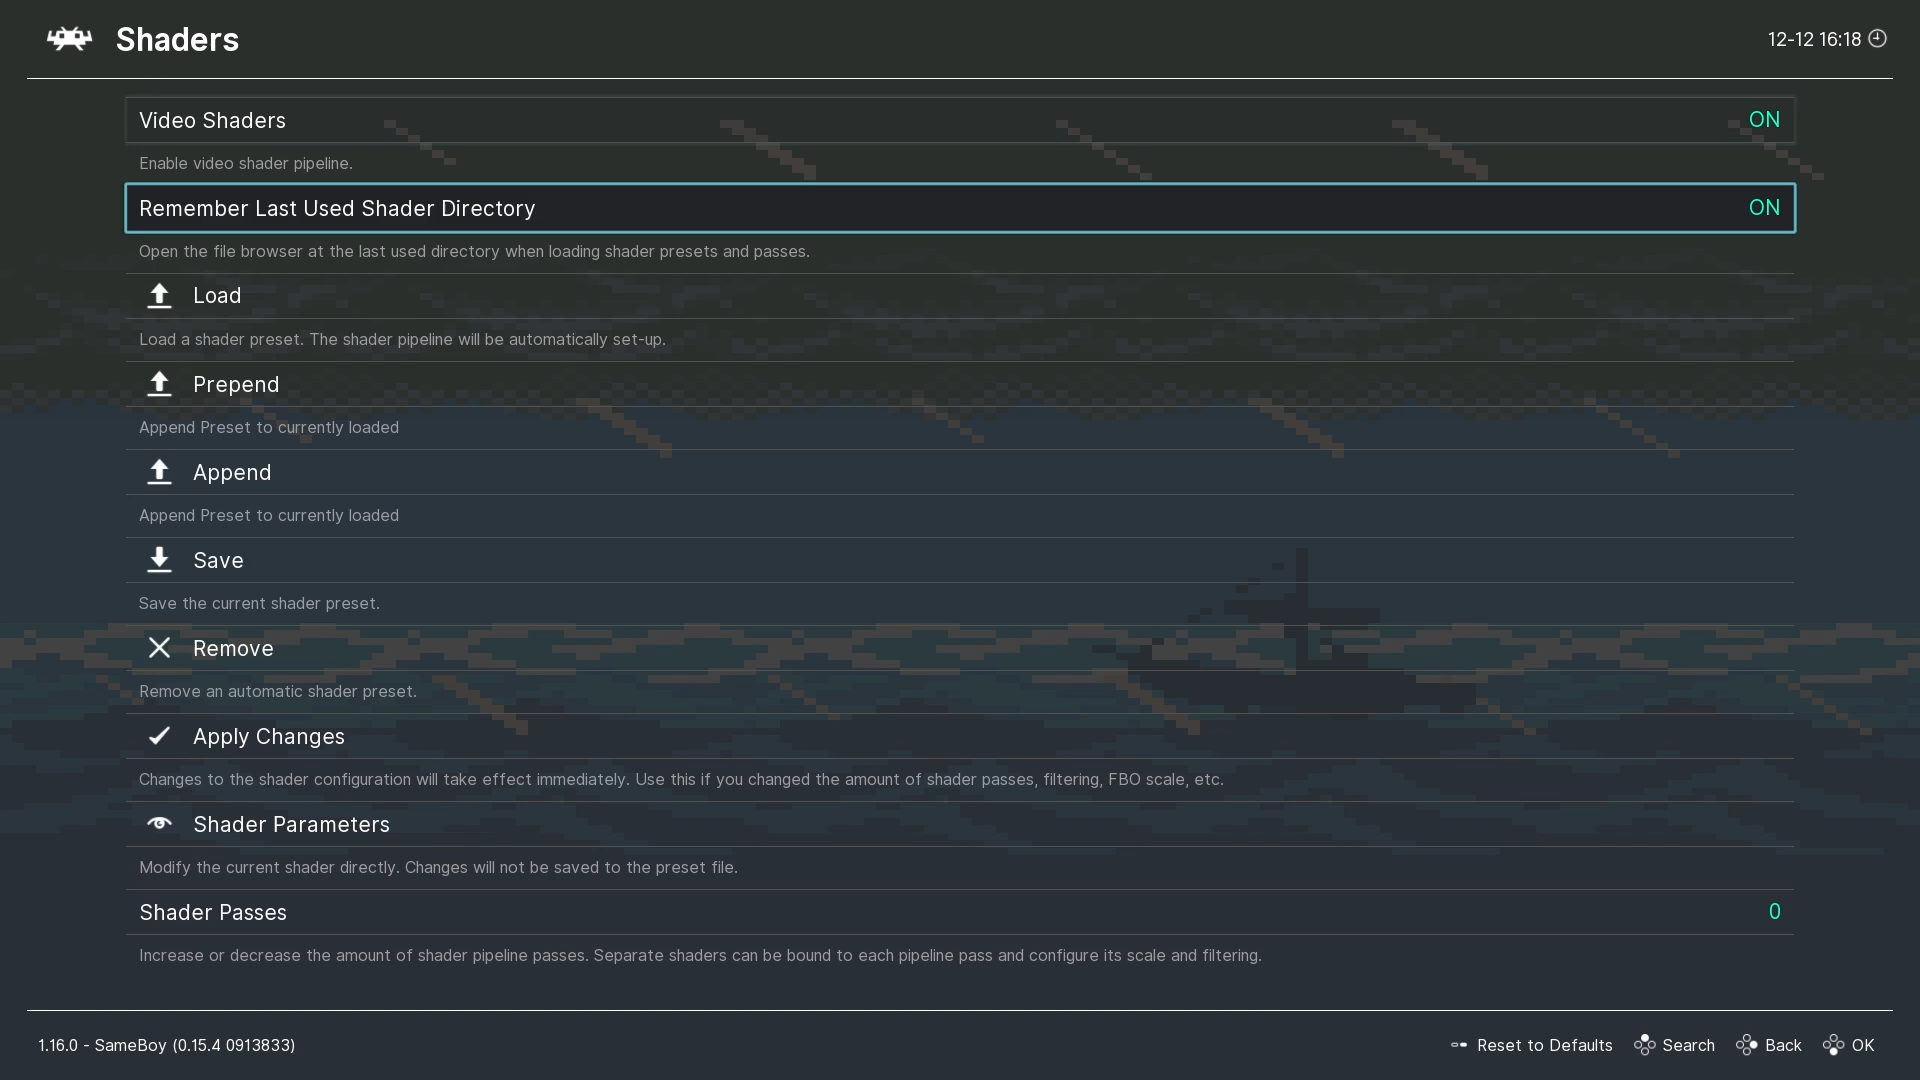 Shaders
12-12 16:18
Video Shaders ON
Enable video shader pipeline.
Remember Last Used Shader Directory ON
Open the file browser at the last used directory when loading shader presets and passes.
Load
Load a shader preset. The shader pipeline will be automatically set-up.
Prepend
Append Preset to currently loaded
Append
Append Preset to currently loaded
Save
Save the current shader preset.
Remove
Remove an automatic shader preset.
Apply Changes
Changes to the shader configuration will take effect immediately. Use this if you changed the amount of shader passes, filtering, FBO scale, etc.
Shader Parameters
Modify the current shader directly. Changes will not be saved to the preset file.
Shader Passes 0
Increase or decrease the amount of shader pipeline passes. Separate shaders can be bound to each pipeline pass and configure its scale and filtering.
1.16.0 - SameBoy (0.15.4 0913833) Reset to Defaults Search Back OK